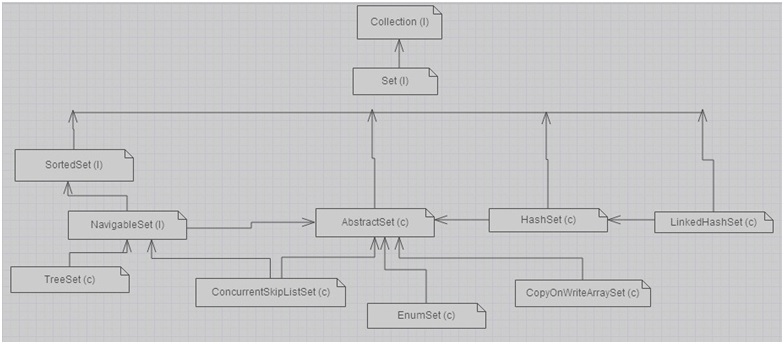 Collection (I)
Set (I)
SortedSet (I)
NavigableSet (I)
AbstractSet (c)
HashSet (c)
LinkedHashSet (c)
TreeSet (c)
ConcurrentSkipListSet (c)
CopyOnWriteArraySet (c)
EnumSet (c)